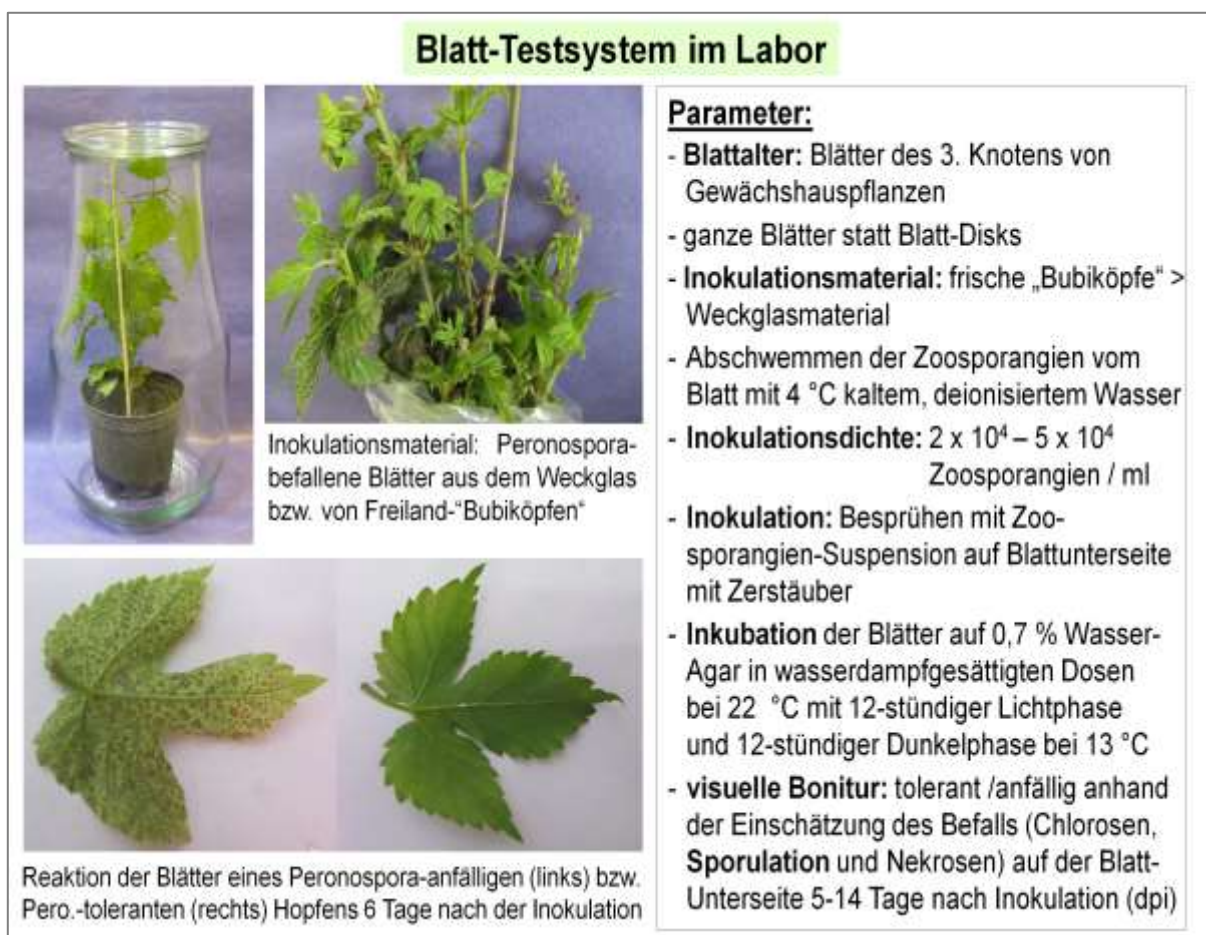 Blatt-Testsystem im Labor
Inokulationsmaterial: Peronospora-
befallene Blätter aus dem Weckglas
bzw. von Freiland-“Bubiköpfen“
Reaktion der Blätter eines Peronospora-anfälligen (links) bzw.
Pero.-toleranten (rechts) Hopfens 6 Tage nach der Inokulation
Parameter:
- Blattalter: Blätter des 3. Knotens von
Gewächshauspflanzen
- ganze Blätter statt Blatt-Disks
- Inokulationsmaterial: frische „Bubiköpfe“ >
Weckglasmaterial
- Abschwemmen der Zoosporangien vom
Blatt mit 4 °C kaltem, deionisiertem Wasser
- Inokulationsdichte: 2 x 10⁴ – 5 x 10⁴
Zoosporangien / ml
- Inokulation: Besprühen mit Zoo-
sporangien-Suspension auf Blattunterseite
mit Zerstäuber
- Inkubation der Blätter auf 0,7 % Wasser-
Agar in wasserdampfgesättigten Dosen
bei 22 °C mit 12-stündiger Lichtphase
und 12-stündiger Dunkelphase bei 13 °C
- visuelle Bonitur: tolerant /anfällig anhand
der Einschätzung des Befalls (Chlorosen,
Sporulation und Nekrosen) auf der Blatt-
Unterseite 5-14 Tage nach Inokulation (dpi)